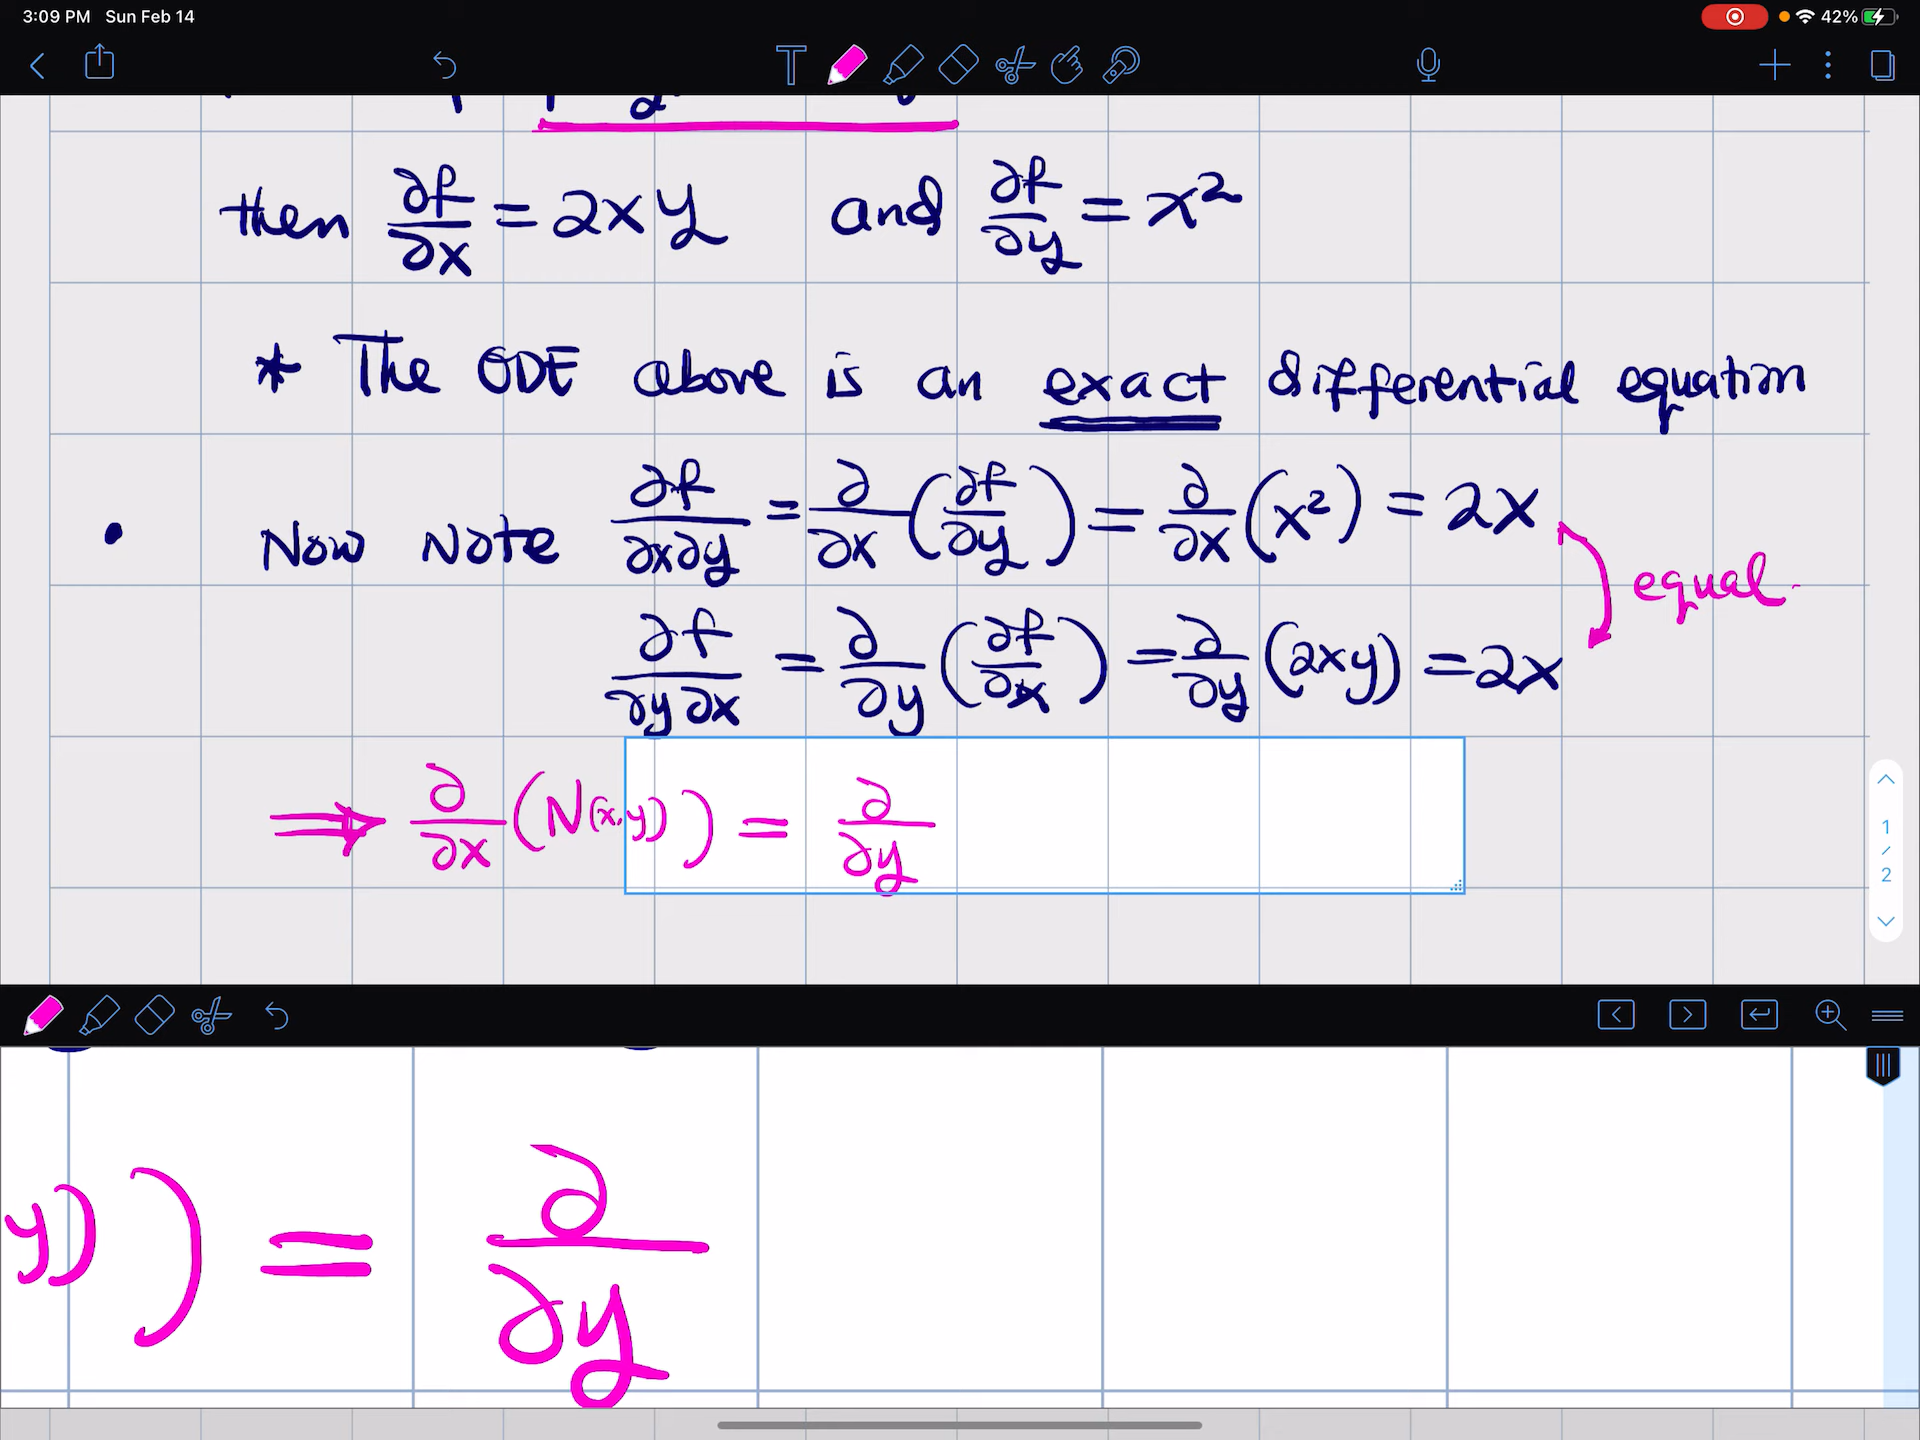 3:09 PM Sun Feb 14
42%
then ∂f/∂x = 2xy and ∂f/∂y = x²
* The ODE above is an exact differential equation
• Now Note ∂f/∂x∂y = ∂/∂x (∂f/∂y) = ∂/∂x (x²) = 2x
equal.
∂f/∂y∂x = ∂/∂y (∂f/∂x) = ∂/∂y (2xy) = 2x
⇒ ∂/∂x (N(x,y)) = ∂/∂y
1/2
y)) = ∂/∂y